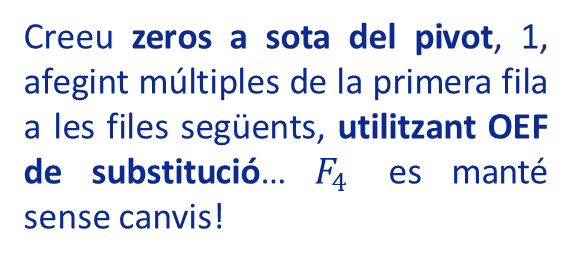 Creeu zeros a sota del pivot, 1,
afegint múltiples de la primera fila
a les files següents, utilitzant OEF
de substitució... F₄ es manté
sense canvis!